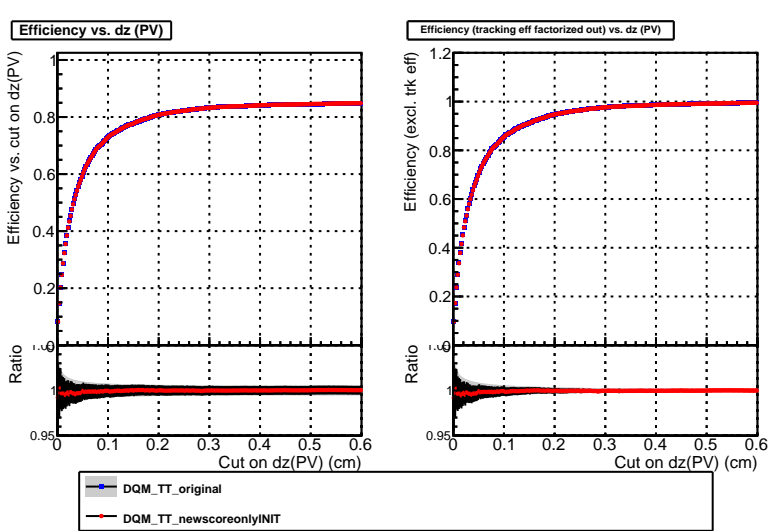 Efficiency vs. dz (PV)
Efficiency vs. cut on dz(PV)
1
0.8
0.6
0.4
0.2
0
Ratio
1
0.95
0 0.1 0.2 0.3 0.4 0.5 0.6
Cut on dz(PV) (cm)
Efficiency (tracking eff factorized out) vs. dz (PV)
Efficiency (excl. trk eff)
1.2
1
0.8
0.6
0.4
0.2
0
Ratio
1
0.95
0 0.1 0.2 0.3 0.4 0.5 0.6
Cut on dz(PV) (cm)
DQM_TT_original
DQM_TT_newscoreonlyINIT